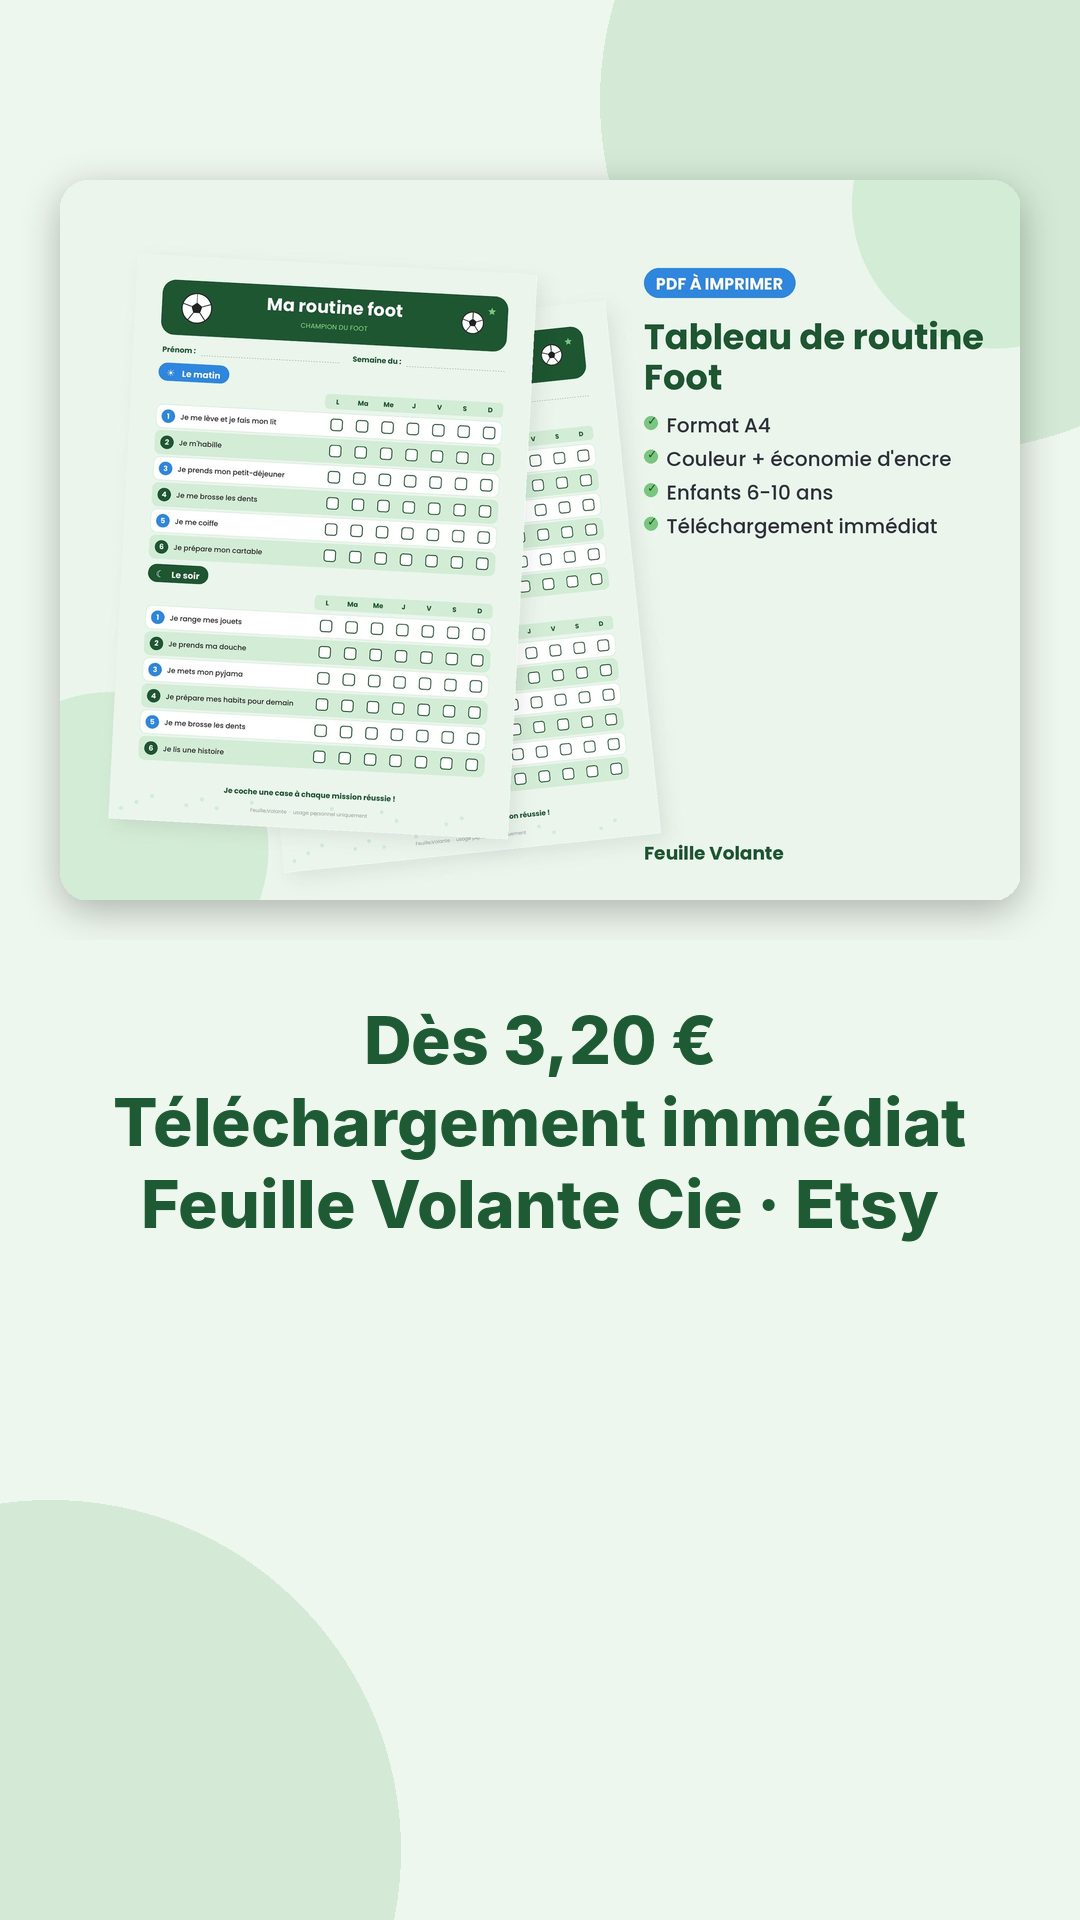 Ma routine foot
CHAMPION DU FOOT
Prénom :
Semaine du :
Le matin
L Ma Me J V S D
1 Je me lève et je fais mon lit
2 Je m'habille
3 Je prends mon petit-déjeuner
4 Je me brosse les dents
5 Je me coiffe
6 Je prépare mon cartable
Le soir
L Ma Me J V S D
1 Je range mes jouets
2 Je prends ma douche
3 Je mets mon pyjama
4 Je prépare mes habits pour demain
5 Je me brosse les dents
6 Je lis une histoire
Je coche une case à chaque mission réussie !
FeuilleVolante · usage personnel uniquement
V S D
J V S D
on réussie !
PDF À IMPRIMER
Tableau de routine
Foot
Format A4
Couleur + économie d'encre
Enfants 6-10 ans
Téléchargement immédiat
Feuille Volante
Dès 3,20 €
Téléchargement immédiat
Feuille Volante Cie · Etsy